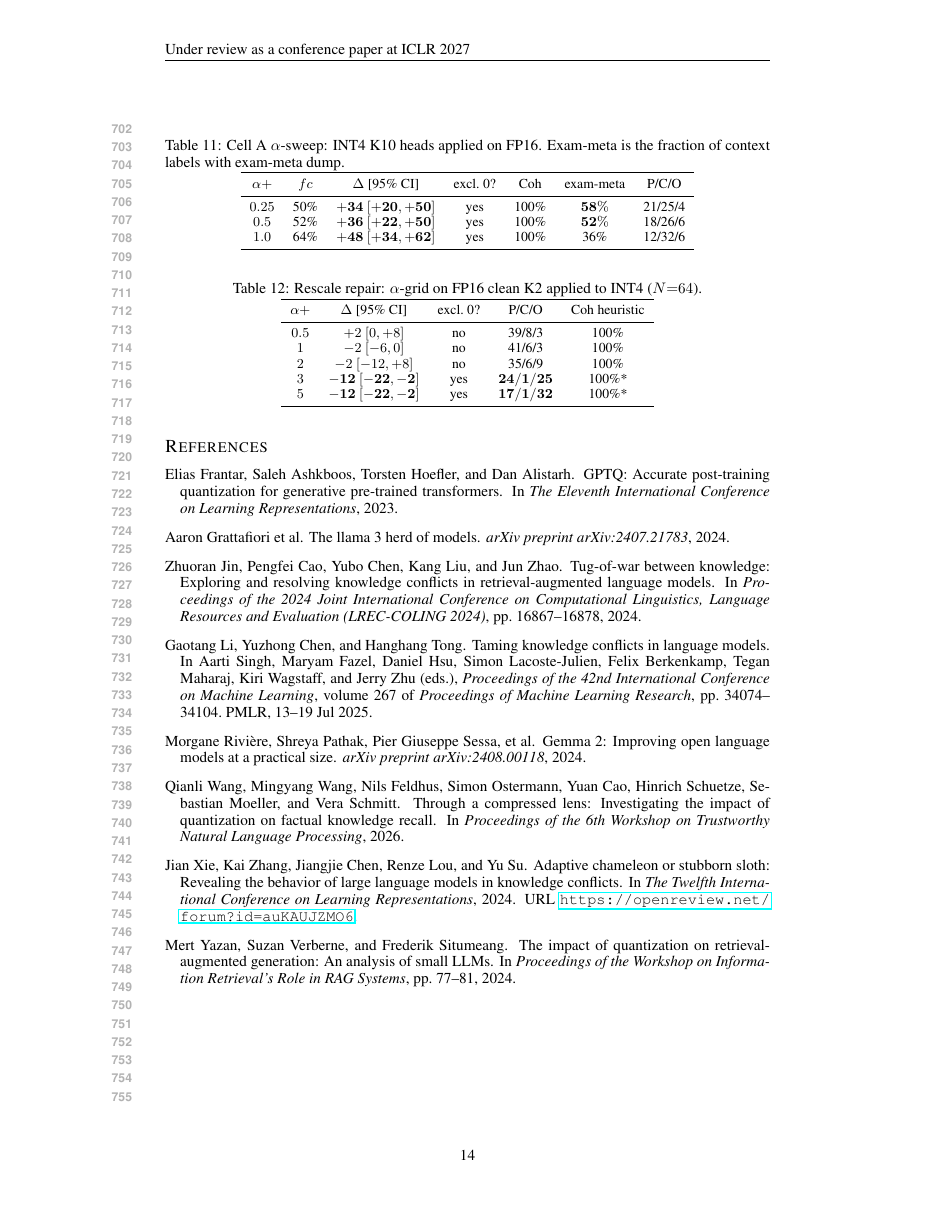 Under review as a conference paper at ICLR 2027
702
703
704
705
706
707
708
709
710
711
712
713
714
715
716
717
718
719
720
721
722
723
724
725
726
727
728
729
730
731
732
733
734
735
736
737
738
739
740
741
742
743
744
745
746
747
748
749
750
751
752
753
754
755
Table 11: Cell A α-sweep: INT4 K10 heads applied on FP16. Exam-meta is the fraction of context
labels with exam-meta dump.
α+ fc Δ [95% CI] excl. 0? Coh exam-meta P/C/O
0.25 50% +34 [+20, +50] yes 100% 58% 21/25/4
0.5 52% +36 [+22, +50] yes 100% 52% 18/26/6
1.0 64% +48 [+34, +62] yes 100% 36% 12/32/6
Table 12: Rescale repair: α-grid on FP16 clean K2 applied to INT4 (N=64).
α+ Δ [95% CI] excl. 0? P/C/O Coh heuristic
0.5 +2 [0, +8] no 39/8/3 100%
1 −2 [−6, 0] no 41/6/3 100%
2 −2 [−12, +8] no 35/6/9 100%
3 −12 [−22, −2] yes 24/1/25 100%*
5 −12 [−22, −2] yes 17/1/32 100%*
REFERENCES
Elias Frantar, Saleh Ashkboos, Torsten Hoefler, and Dan Alistarh. GPTQ: Accurate post-training
quantization for generative pre-trained transformers. In The Eleventh International Conference
on Learning Representations, 2023.
Aaron Grattafiori et al. The llama 3 herd of models. arXiv preprint arXiv:2407.21783, 2024.
Zhuoran Jin, Pengfei Cao, Yubo Chen, Kang Liu, and Jun Zhao. Tug-of-war between knowledge:
Exploring and resolving knowledge conflicts in retrieval-augmented language models. In Pro-
ceedings of the 2024 Joint International Conference on Computational Linguistics, Language
Resources and Evaluation (LREC-COLING 2024), pp. 16867–16878, 2024.
Gaotang Li, Yuzhong Chen, and Hanghang Tong. Taming knowledge conflicts in language models.
In Aarti Singh, Maryam Fazel, Daniel Hsu, Simon Lacoste-Julien, Felix Berkenkamp, Tegan
Maharaj, Kiri Wagstaff, and Jerry Zhu (eds.), Proceedings of the 42nd International Conference
on Machine Learning, volume 267 of Proceedings of Machine Learning Research, pp. 34074–
34104. PMLR, 13–19 Jul 2025.
Morgane Rivière, Shreya Pathak, Pier Giuseppe Sessa, et al. Gemma 2: Improving open language
models at a practical size. arXiv preprint arXiv:2408.00118, 2024.
Qianli Wang, Mingyang Wang, Nils Feldhus, Simon Ostermann, Yuan Cao, Hinrich Schuetze, Se-
bastian Moeller, and Vera Schmitt. Through a compressed lens: Investigating the impact of
quantization on factual knowledge recall. In Proceedings of the 6th Workshop on Trustworthy
Natural Language Processing, 2026.
Jian Xie, Kai Zhang, Jiangjie Chen, Renze Lou, and Yu Su. Adaptive chameleon or stubborn sloth:
Revealing the behavior of large language models in knowledge conflicts. In The Twelfth Interna-
tional Conference on Learning Representations, 2024. URL https://openreview.net/
forum?id=auKAUJZMO6.
Mert Yazan, Suzan Verberne, and Frederik Situmeang. The impact of quantization on retrieval-
augmented generation: An analysis of small LLMs. In Proceedings of the Workshop on Informa-
tion Retrieval's Role in RAG Systems, pp. 77–81, 2024.
14